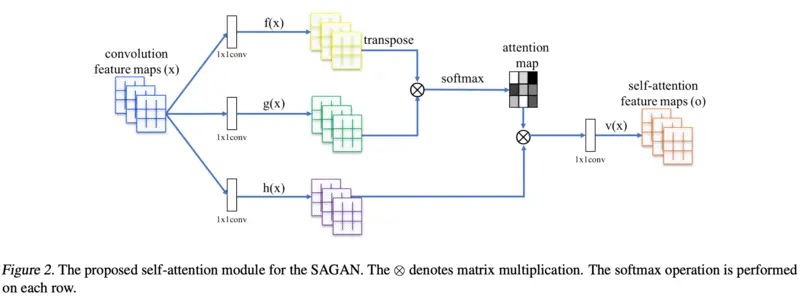 convolution
feature maps (x)
f(x)
1x1conv
transpose
g(x)
1x1conv
h(x)
1x1conv
softmax
attention
map
v(x)
1x1conv
self-attention
feature maps (o)
Figure 2. The proposed self-attention module for the SAGAN. The ⊗ denotes matrix multiplication. The softmax operation is performed
on each row.